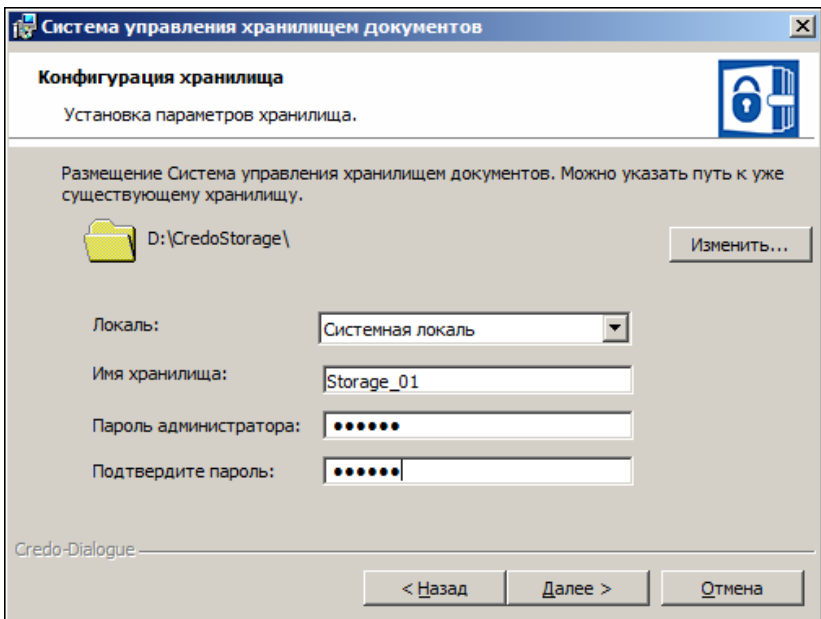 Система управления хранилищем документов
Конфигурация хранилища
Установка параметров хранилища.
Размещение Система управления хранилищем документов. Можно указать путь к уже
существующему хранилищу.
D:\CredoStorage\
Изменить...
Локаль:
Системная локаль
Имя хранилища:
Storage_01
Пароль администратора:
••••••
Подтвердите пароль:
••••••
Credo-Dialogue
< Назад
Далее >
Отмена